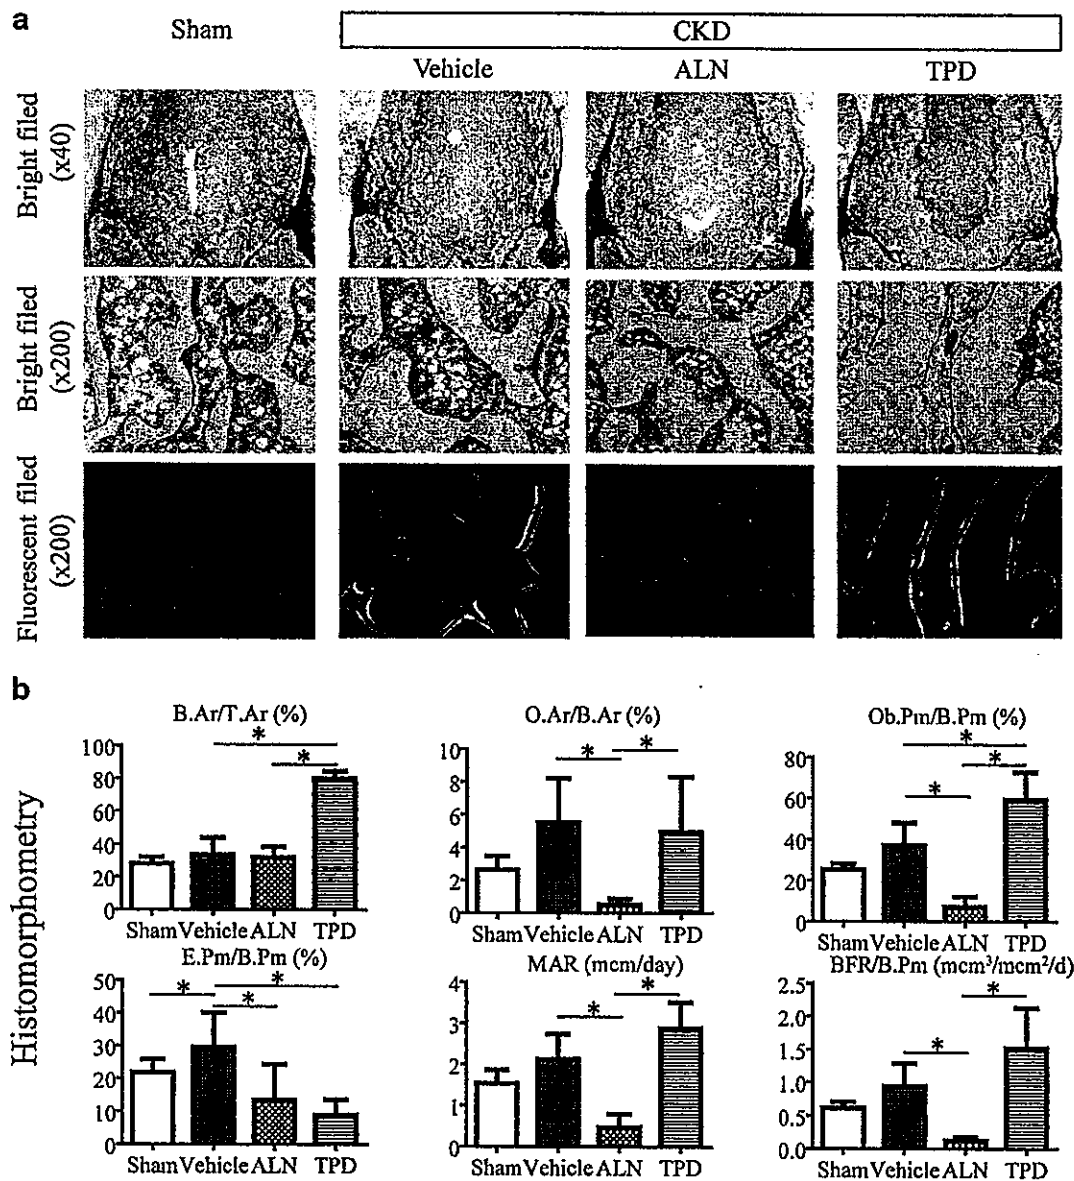 a
Sham
CKD
Vehicle
ALN
TPD
Bright filed
(x40)
Bright filed
(x200)
Fluorescent filed
(x200)
b
Histomorphometry
B.Ar/T.Ar (%)
100
80
60
40
20
0
*
*
Sham Vehicle ALN TPD
O.Ar/B.Ar (%)
10
8
6
4
2
0
*
*
Sham Vehicle ALN TPD
Ob.Pm/B.Pm (%)
80
60
40
20
0
*
*
*
Sham Vehicle ALN TPD
E.Pm/B.Pm (%)
50
40
30
20
10
0
*
*
*
Sham Vehicle ALN TPD
MAR (mcm/day)
4
3
2
1
0
*
*
Sham Vehicle ALN TPD
BFR/B.Pm (mcm³/mcm²/d)
2.5
2.0
1.5
1.0
0.5
0.0
*
*
Sham Vehicle ALN TPD